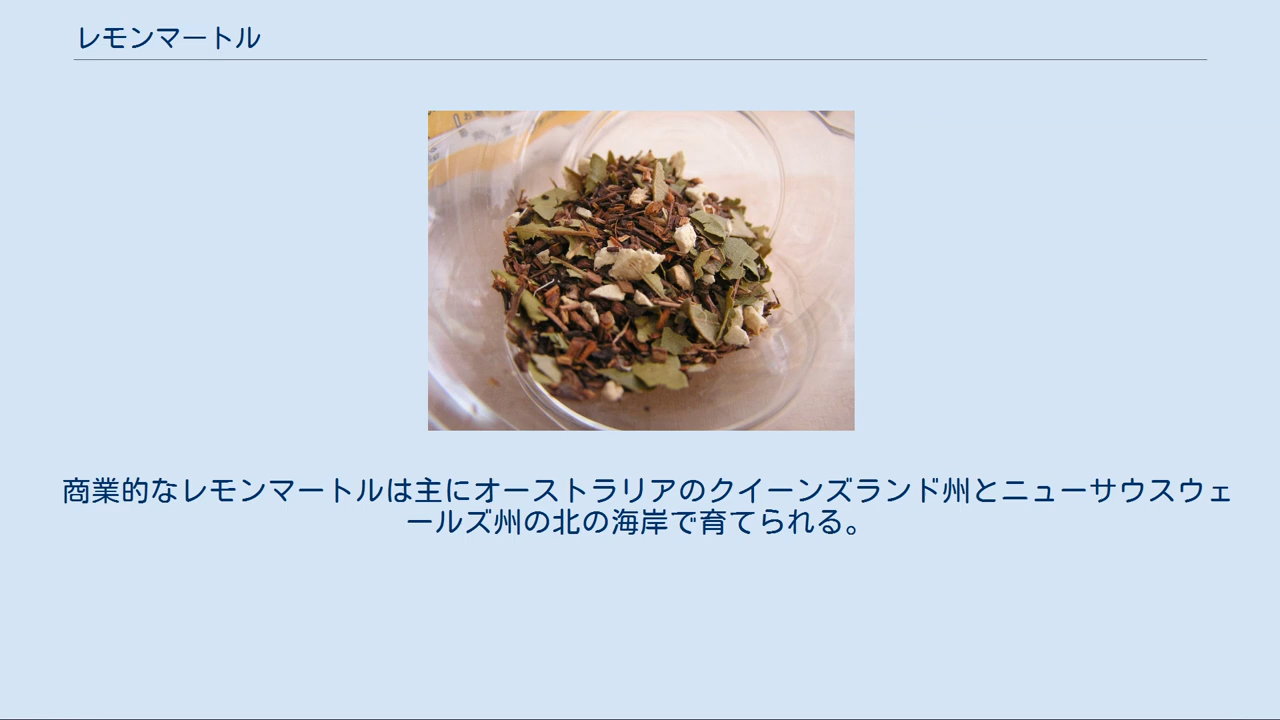 レモンマートル
商業的なレモンマートルは主にオーストラリアのクイーンズランド州とニューサウスウェ
ールズ州の北の海岸で育てられる。